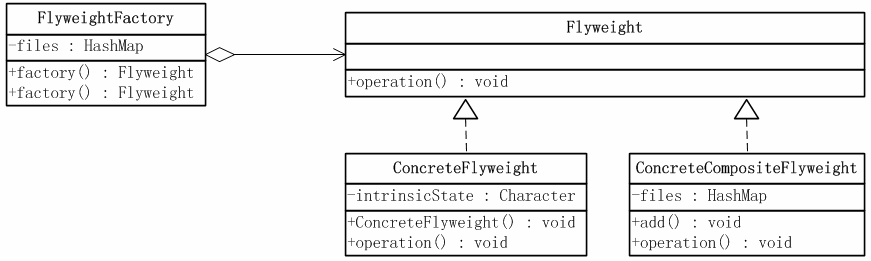 FlyweightFactory
-files : HashMap
+factory() : Flyweight
+factory() : Flyweight
Flyweight
+operation() : void
ConcreteFlyweight
-intrinsicState : Character
+ConcreteFlyweight() : void
+operation() : void
ConcreteCompositeFlyweight
-files : HashMap
+add() : void
+operation() : void